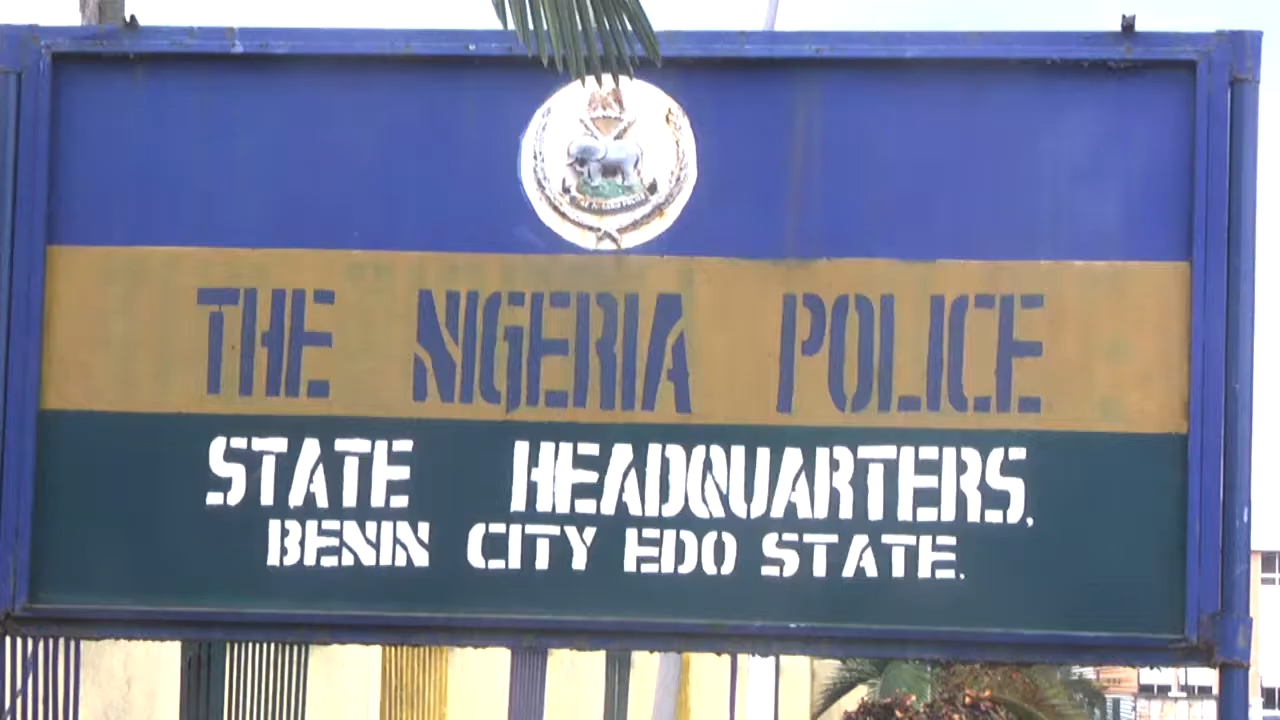 THE NIGERIA POLICE
STATE HEADQUARTERS,
BENIN CITY EDO STATE.